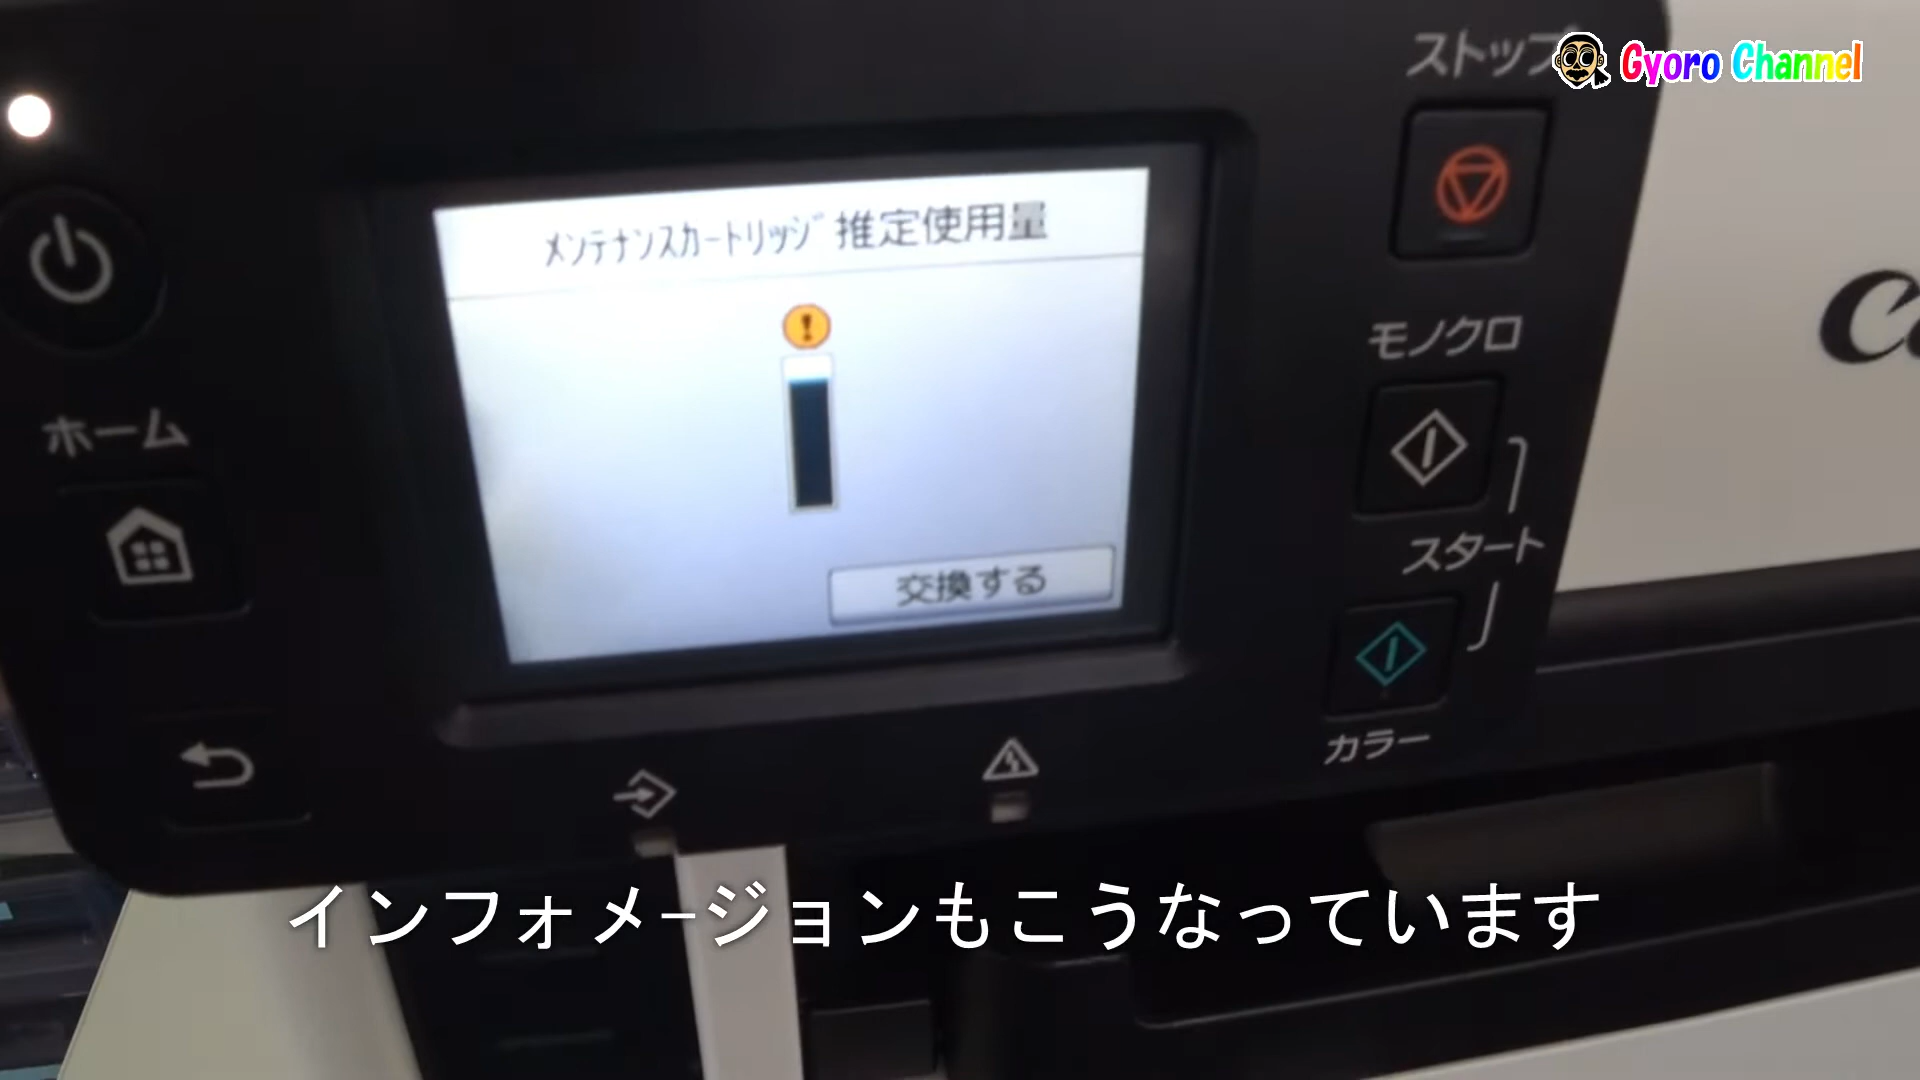 ストップ
Gyoro Channel
メンテナンスカートリッジ推定使用量
モノクロ
ホーム
スタート
交換する
カラー
インフォメージョンもこうなっています